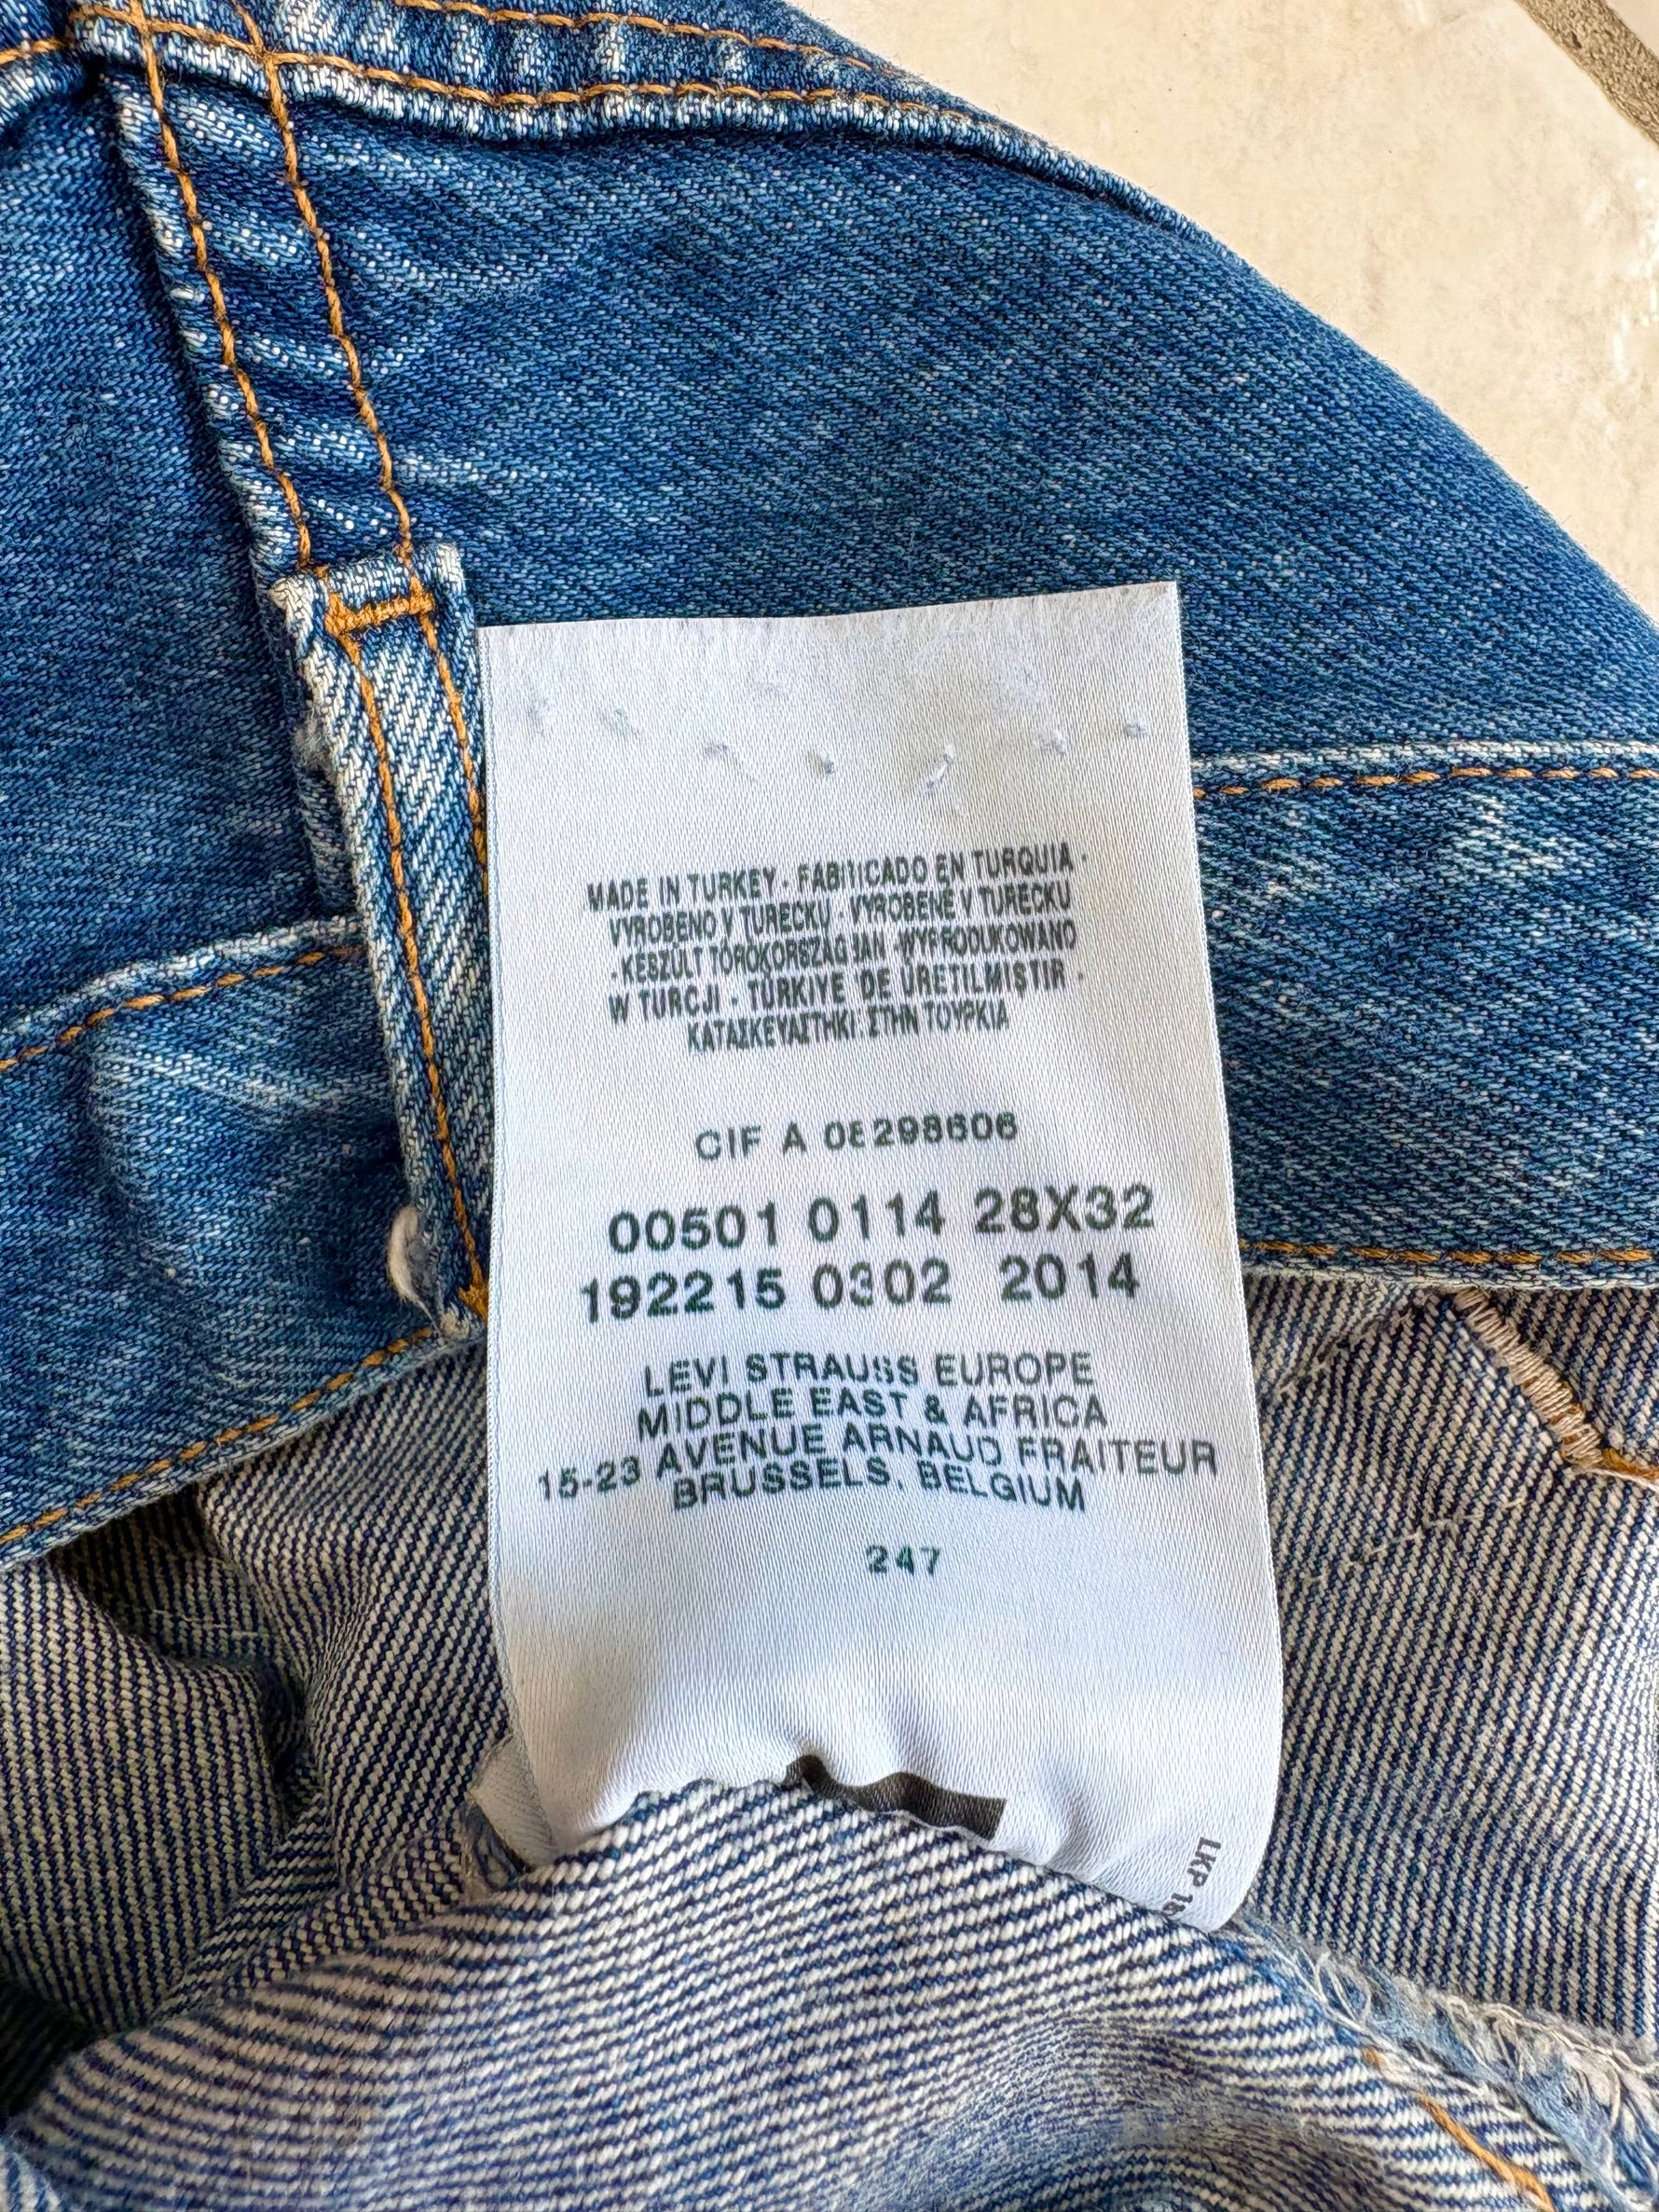 MADE IN TURKEY · FABRICADO EN TURQUIA ·
VYROBENO V TURECKU · VYROBENÉ V TURECKU
· KÉSZÜLT TÖRÖKORSZÁGBAN · WYPRODUKOWANO
W TURCJI · TÜRKIYE DE ÜRETILMIŞTIR ·
ΚΑΤΑΣΚΕΥΑΣΤΗΚΕ ΣΤΗΝ ΤΟΥΡΚΙΑ
CIF A 08298606
00501 0114 28X32
192215 0302 2014
LEVI STRAUSS EUROPE
MIDDLE EAST & AFRICA
15-23 AVENUE ARNAUD FRAITEUR
BRUSSELS, BELGIUM
247
LKP